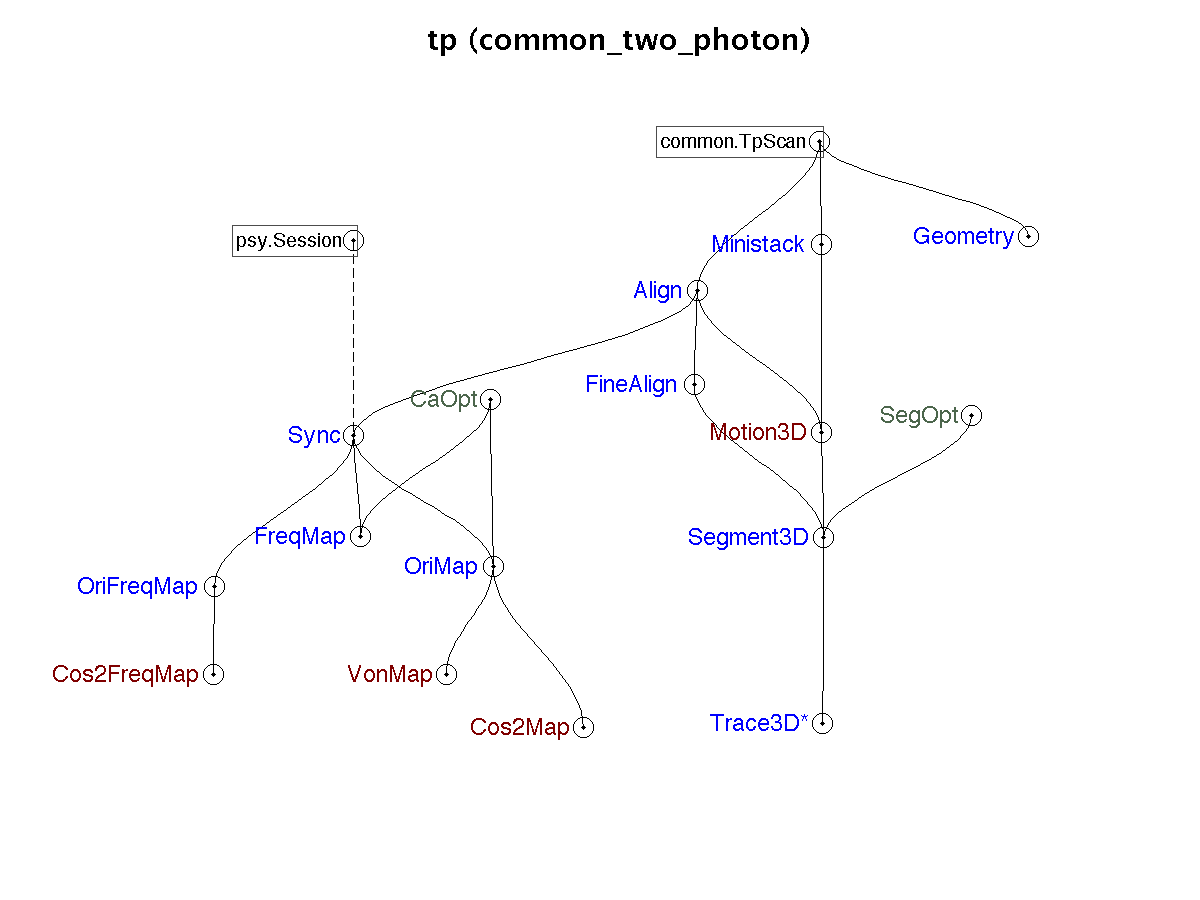 tp (common_two_photon)
common.TpScan
psy.Session
Ministack
Geometry
Align
FineAlign
CaOpt
SegOpt
Sync
Motion3D
FreqMap
Segment3D
OriMap
OriFreqMap
Cos2FreqMap
VonMap
Cos2Map
Trace3D*